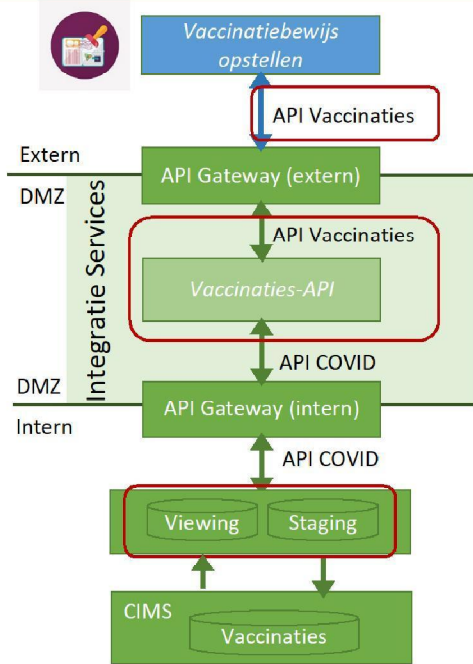 Vaccinatiebewijs
opstellen
API Vaccinaties
Extern
API Gateway (extern)
DMZ
API Vaccinaties
Integratie Services
Vaccinaties-API
API COVID
DMZ
API Gateway (intern)
Intern
API COVID
Viewing
Staging
CIMS
Vaccinaties